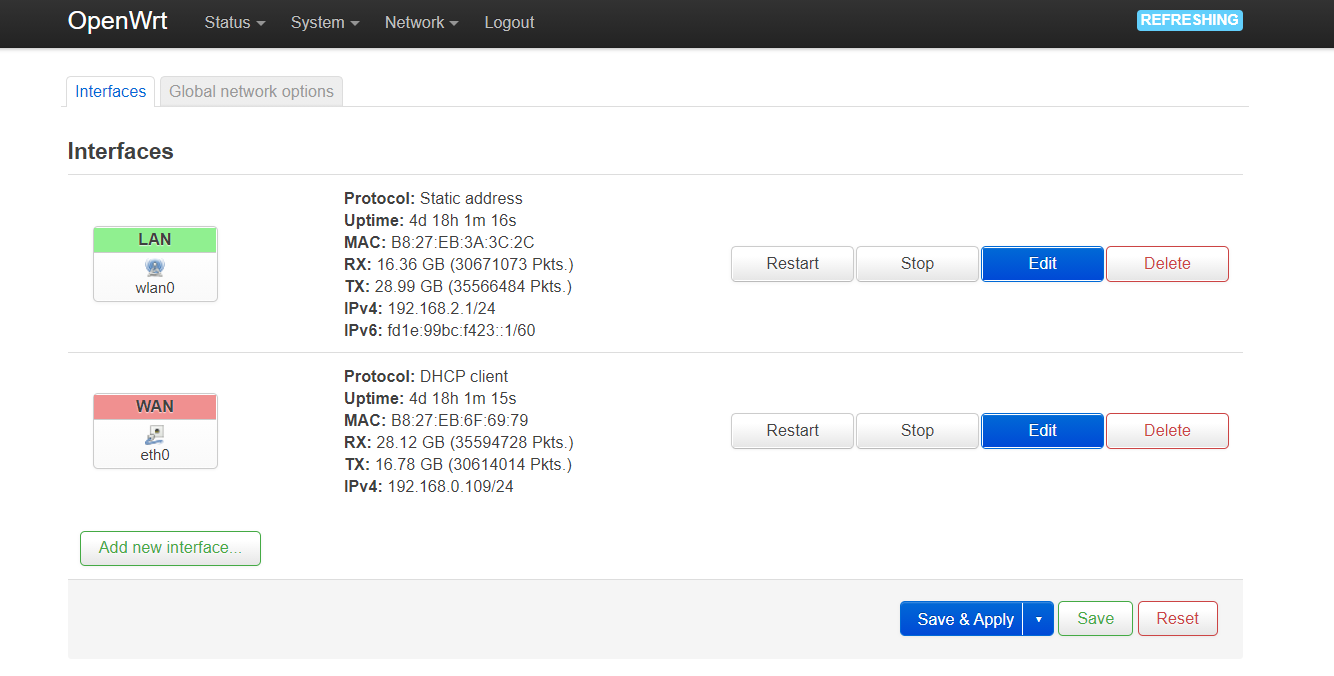 OpenWrt Status System Network Logout REFRESHING
Interfaces Global network options
Interfaces
LAN
wlan0
Protocol: Static address
Uptime: 4d 18h 1m 16s
MAC: B8:27:EB:3A:3C:2C
RX: 16.36 GB (30671073 Pkts.)
TX: 28.99 GB (35566484 Pkts.)
IPv4: 192.168.2.1/24
IPv6: fd1e:99bc:f423::1/60
Restart Stop Edit Delete
WAN
eth0
Protocol: DHCP client
Uptime: 4d 18h 1m 15s
MAC: B8:27:EB:6F:69:79
RX: 28.12 GB (35594728 Pkts.)
TX: 16.78 GB (30614014 Pkts.)
IPv4: 192.168.0.109/24
Restart Stop Edit Delete
Add new interface...
Save & Apply Save Reset